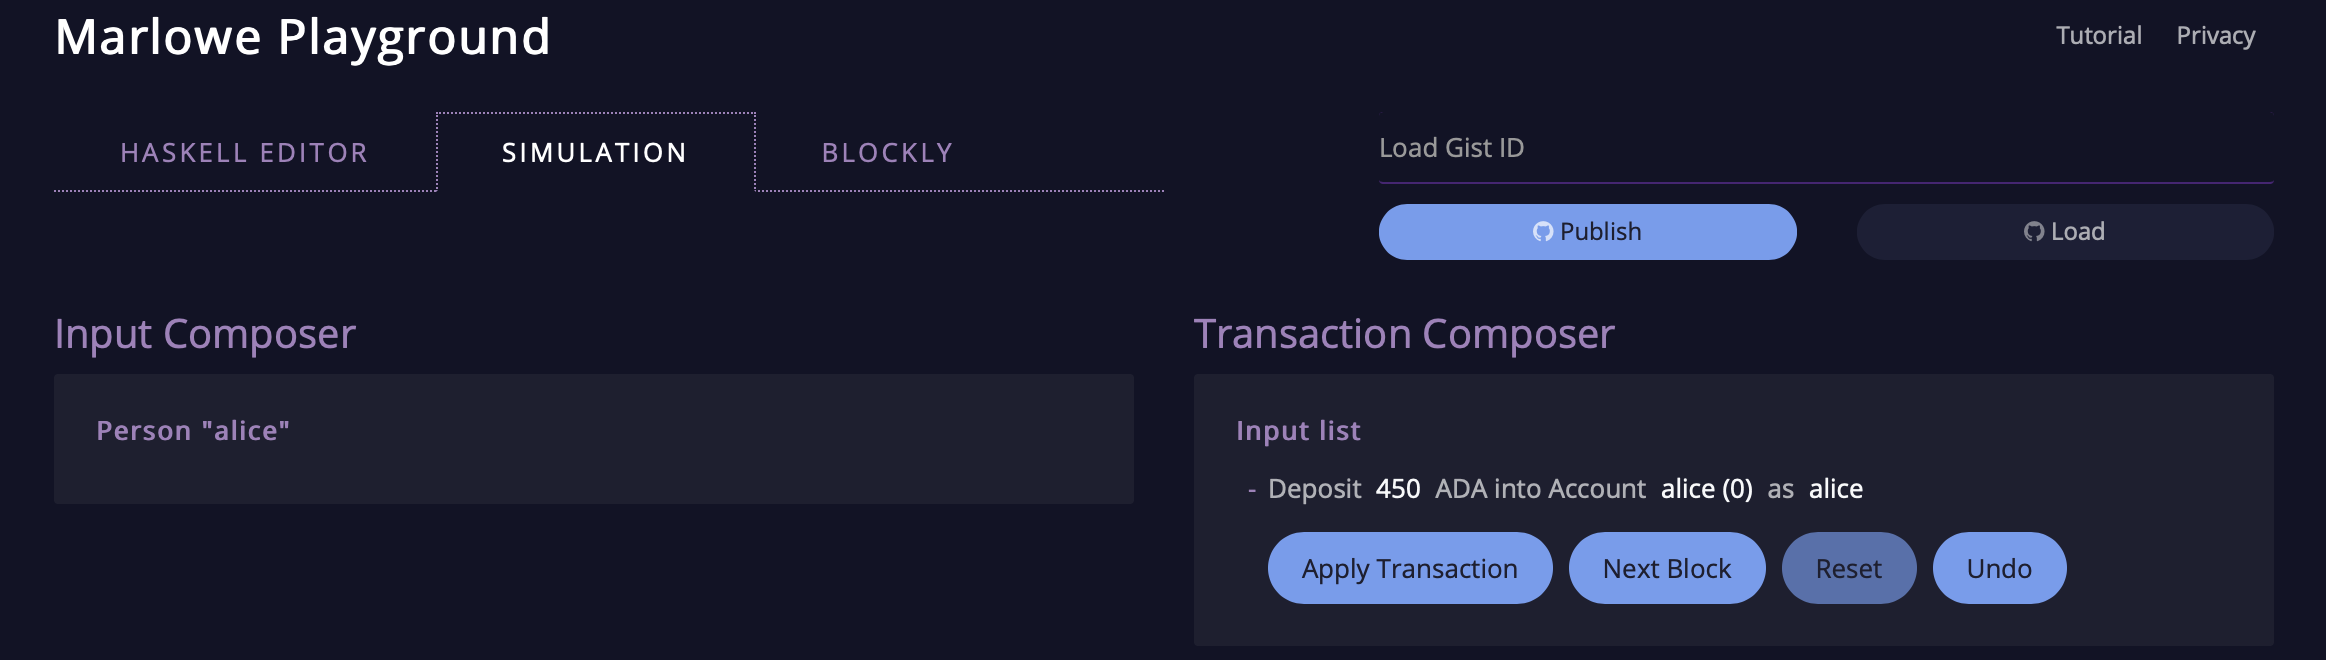 Marlowe Playground
Tutorial Privacy
HASKELL EDITOR SIMULATION BLOCKLY
Load Gist ID
Publish Load
Input Composer
Person "alice"
Transaction Composer
Input list
- Deposit 450 ADA into Account alice (0) as alice
Apply Transaction Next Block Reset Undo